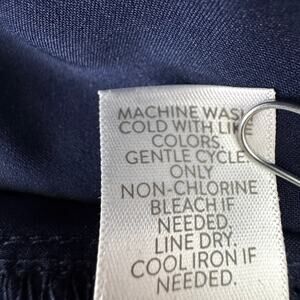 MACHINE WASH
COLD WITH LIKE
COLORS.
GENTLE CYCLE.
ONLY
NON-CHLORINE
BLEACH IF
NEEDED.
LINE DRY.
COOL IRON IF
NEEDED.